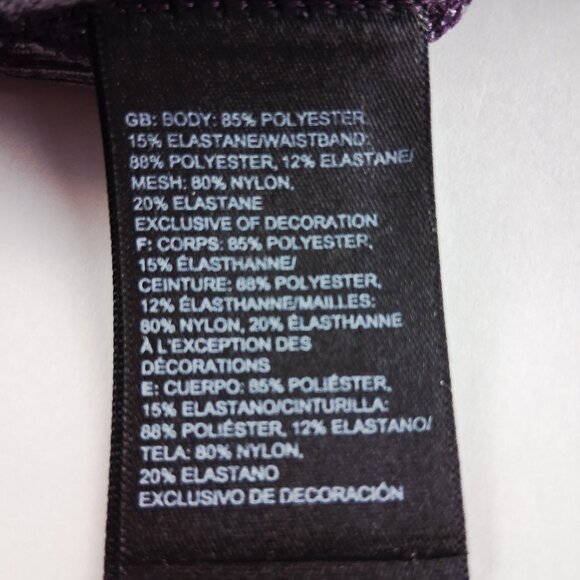 GB: BODY: 85% POLYESTER,
15% ELASTANE/WAISTBAND:
88% POLYESTER, 12% ELASTANE/
MESH: 80% NYLON,
20% ELASTANE
EXCLUSIVE OF DECORATION
F: CORPS: 85% POLYESTER,
15% ÉLASTHANNE/
CEINTURE: 88% POLYESTER,
12% ÉLASTHANNE/MAILLES:
80% NYLON, 20% ÉLASTHANNE
À L'EXCEPTION DES
DÉCORATIONS
E: CUERPO: 85% POLIÉSTER,
15% ELASTANO/CINTURILLA:
88% POLIÉSTER, 12% ELASTANO/
TELA: 80% NYLON,
20% ELASTANO
EXCLUSIVO DE DECORACIÓN